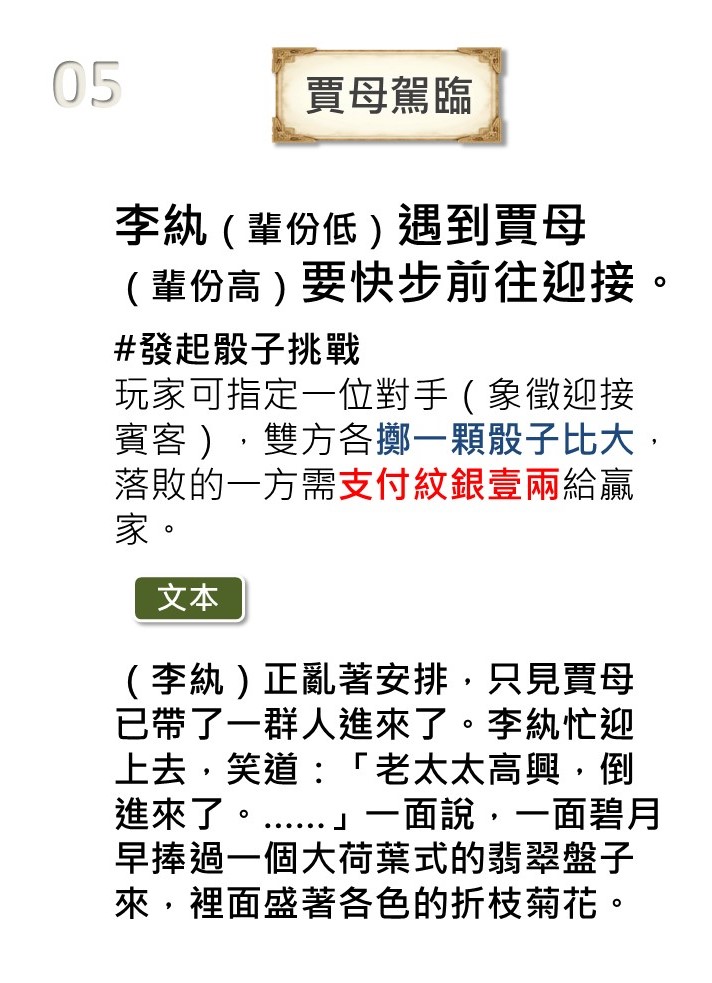 05
賈母駕臨
李紈（輩份低）遇到賈母
（輩份高）要快步前往迎接。
#發起骰子挑戰
玩家可指定一位對手（象徵迎接
賓客），雙方各擲一顆骰子比大，
落敗的一方需支付紋銀壹兩給贏
家。
文本
（李紈）正亂著安排，只見賈母
已帶了一群人進來了。李紈忙迎
上去，笑道：「老太太高興，倒
進來了。……」一面說，一面碧月
早捧過一個大荷葉式的翡翠盤子
來，裡面盛著各色的折枝菊花。